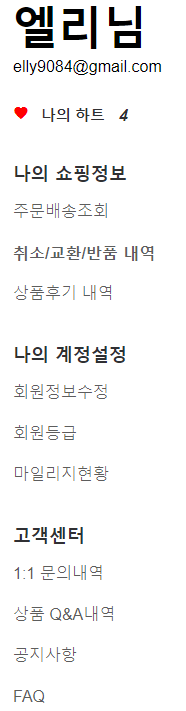 엘리님
elly9084@gmail.com
나의 하트 4
나의 쇼핑정보
주문배송조회
취소/교환/반품 내역
상품후기 내역
나의 계정설정
회원정보수정
회원등급
마일리지현황
고객센터
1:1 문의내역
상품 Q&A내역
공지사항
FAQ